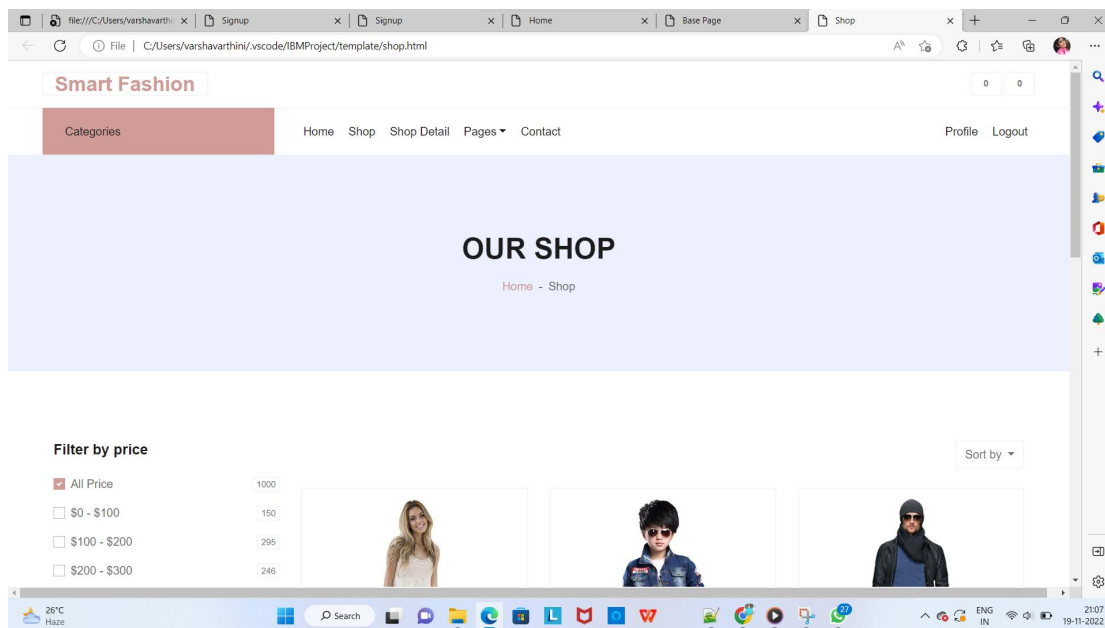 file:///C:/Users/varshavarthi
Signup
Signup
Home
Base Page
Shop
File
C:/Users/varshavarthini/.vscode/IBMProject/template/shop.html
Smart Fashion
0
0
Categories
Home
Shop
Shop Detail
Pages
Contact
Profile
Logout
OUR SHOP
Home - Shop
Filter by price
Sort by
All Price
1000
$0 - $100
150
$100 - $200
295
$200 - $300
246
26°C
Haze
Search
27
ENG
IN
21:07
19-11-2022